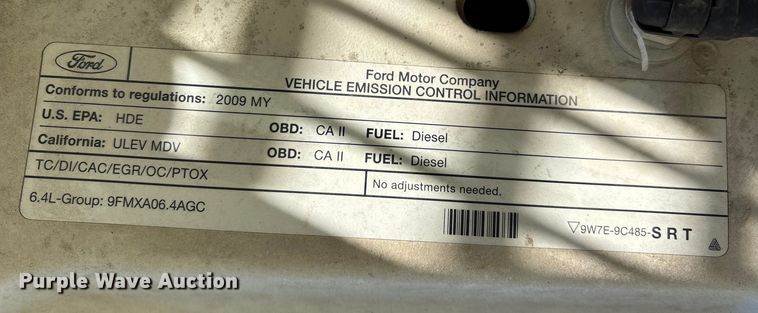 Ford
Ford Motor Company
VEHICLE EMISSION CONTROL INFORMATION
Conforms to regulations: 2009 MY
U.S. EPA: HDE OBD: CA II FUEL: Diesel
California: ULEV MDV OBD: CA II FUEL: Diesel
TC/DI/CAC/EGR/OC/PTOX No adjustments needed.
6.4L-Group: 9FMXA06.4AGC
▽9W7E-9C485-S R T
Purple Wave Auction